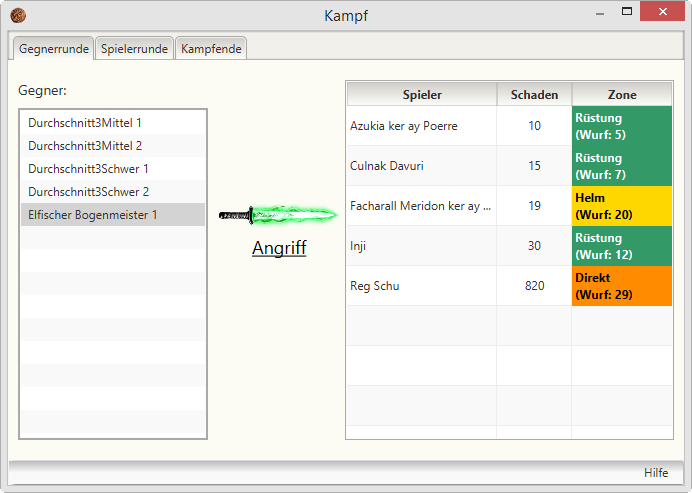 Kampf
Gegnerrunde Spielerrunde Kampfende
Gegner:
Durchschnitt3Mittel 1
Durchschnitt3Mittel 2
Durchschnitt3Schwer 1
Durchschnitt3Schwer 2
Elfischer Bogenmeister 1
Angriff
Spieler Schaden Zone
Azukia ker ay Poerre 10 Rüstung
(Wurf: 5)
Culnak Davuri 15 Rüstung
(Wurf: 7)
Facharall Meridon ker ay ... 19 Helm
(Wurf: 20)
Inji 30 Rüstung
(Wurf: 12)
Reg Schu 820 Direkt
(Wurf: 29)
Hilfe